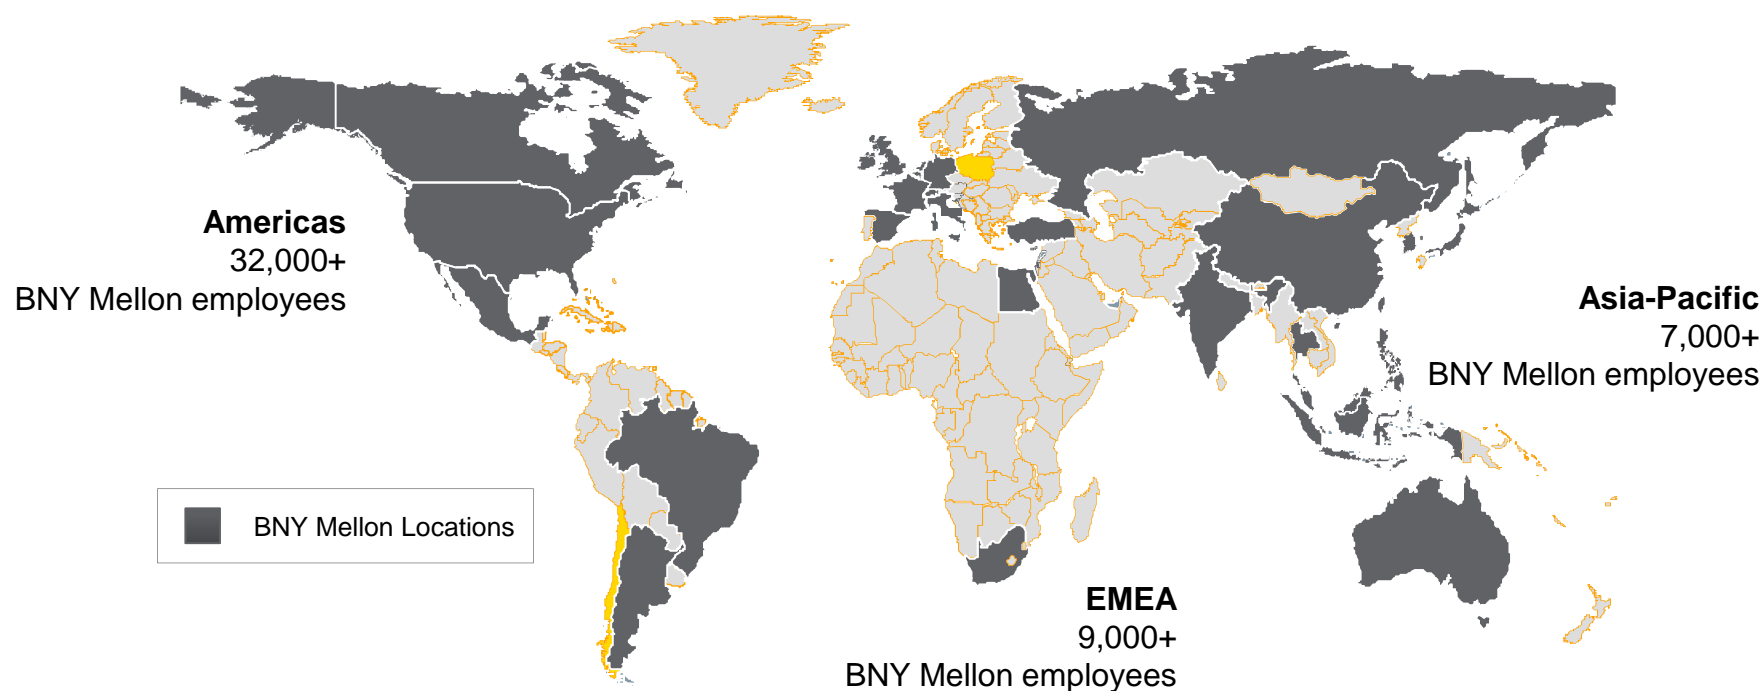 Americas
32,000+
BNY Mellon employees
Asia-Pacific
7,000+
BNY Mellon employees
BNY Mellon Locations
EMEA
9,000+
BNY Mellon employees